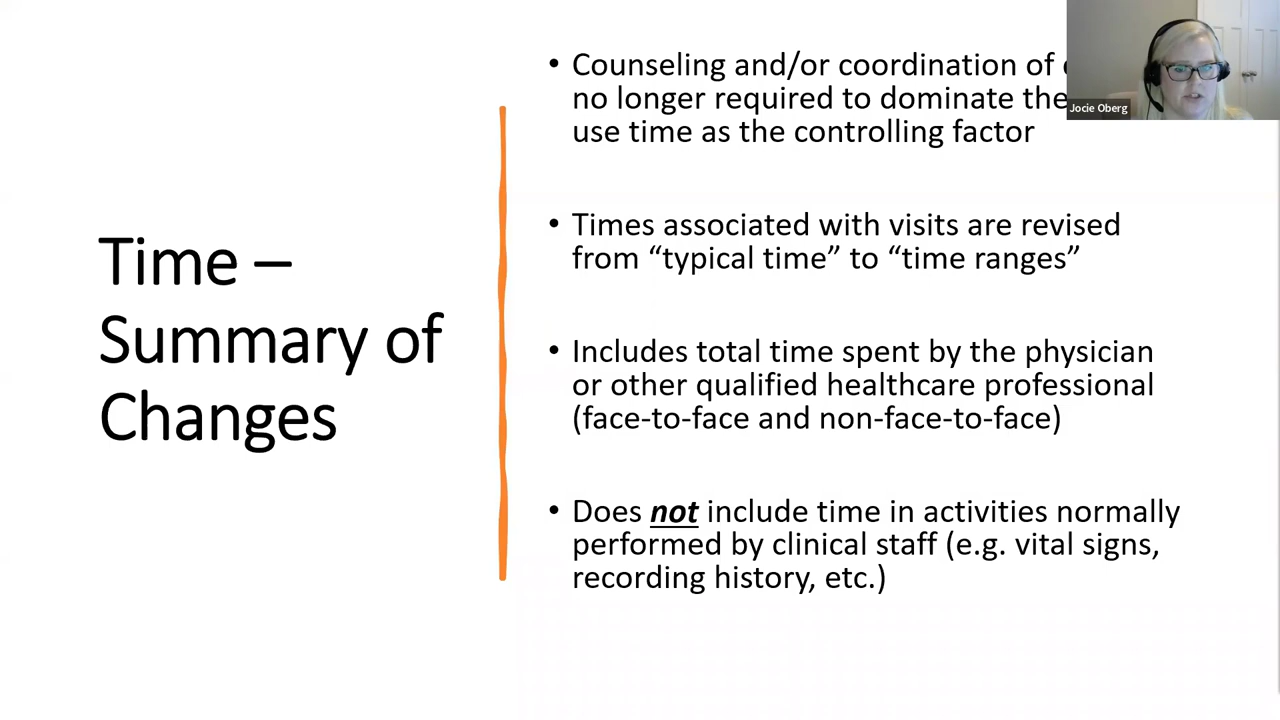 Time –
Summary of
Changes
• Counseling and/or coordination of
no longer required to dominate the
use time as the controlling factor
• Times associated with visits are revised
from “typical time” to “time ranges”
• Includes total time spent by the physician
or other qualified healthcare professional
(face-to-face and non-face-to-face)
• Does not include time in activities normally
performed by clinical staff (e.g. vital signs,
recording history, etc.)
Jocie Oberg